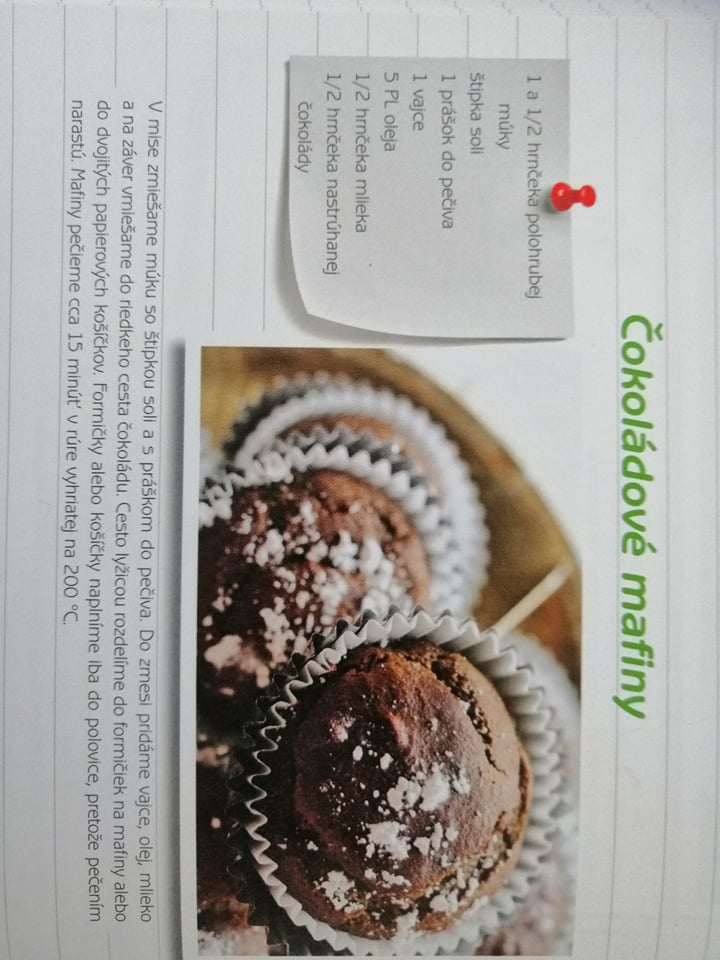 Čokoládové mafiny
1 a 1/2 hrnčeka polohrubej
múky
štipka soli
1 prášok do pečiva
1 vajce
5 PL oleja
1/2 hrnčeka mlieka
1/2 hrnčeka nastrúhanej
čokolády
V mise zmiešame múku so štipkou soli a s práškom do pečiva. Do zmesi pridáme vajce, olej, mlieko
a na záver vmiešame do riedkeho cesta čokoládu. Cesto lyžicou rozdelíme do formičiek na mafiny alebo
do dvojitých papierových košíčkov. Formičky alebo košíčky naplníme iba do polovice, pretože pečením
narastú. Mafiny pečieme cca 15 minúť v rúre vyhriatej na 200 °C.